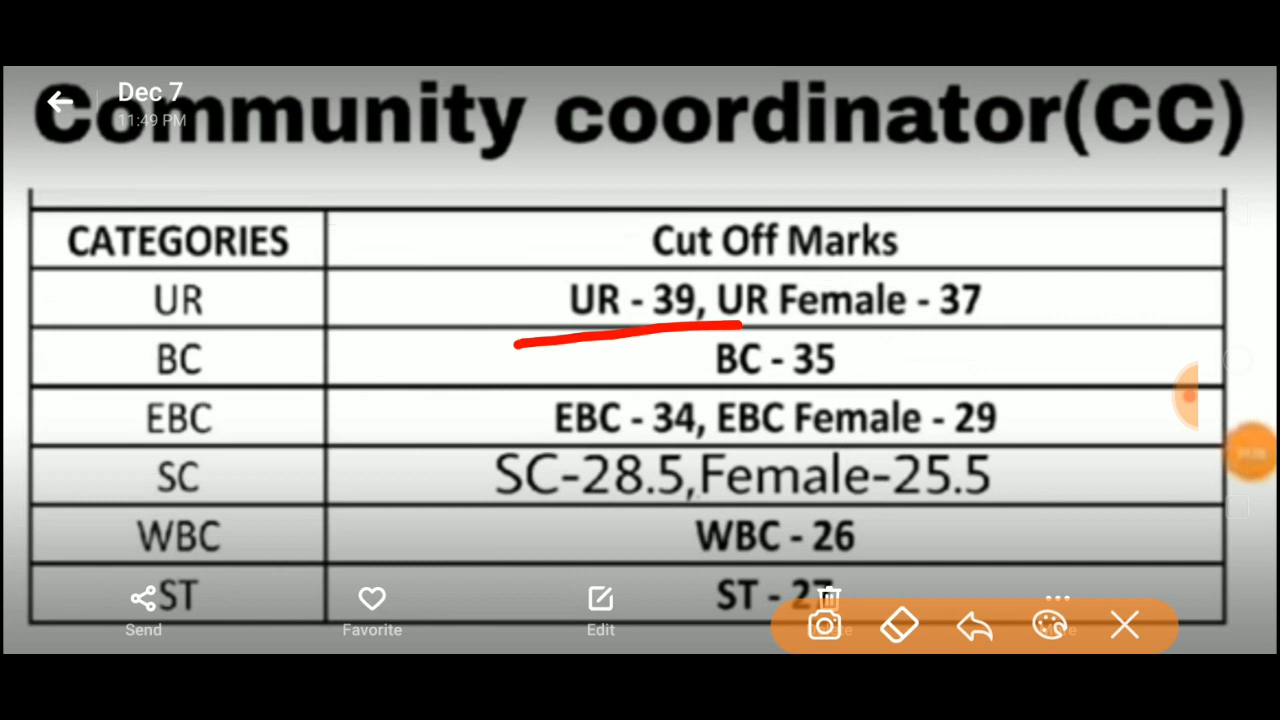 Community coordinator(CC)
Dec 7
11:49 PM
CATEGORIES Cut Off Marks
UR UR - 39, UR Female - 37
BC BC - 35
EBC EBC - 34, EBC Female - 29
SC SC-28.5,Female-25.5
WBC WBC - 26
ST ST - 27
Send Favorite Edit